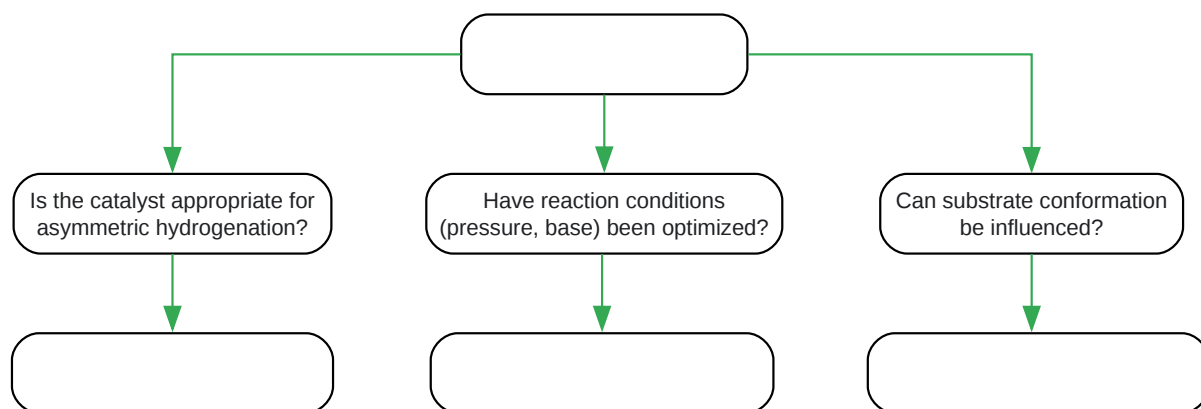 Is the catalyst appropriate for
asymmetric hydrogenation?
Have reaction conditions
(pressure, base) been optimized?
Can substrate conformation
be influenced?